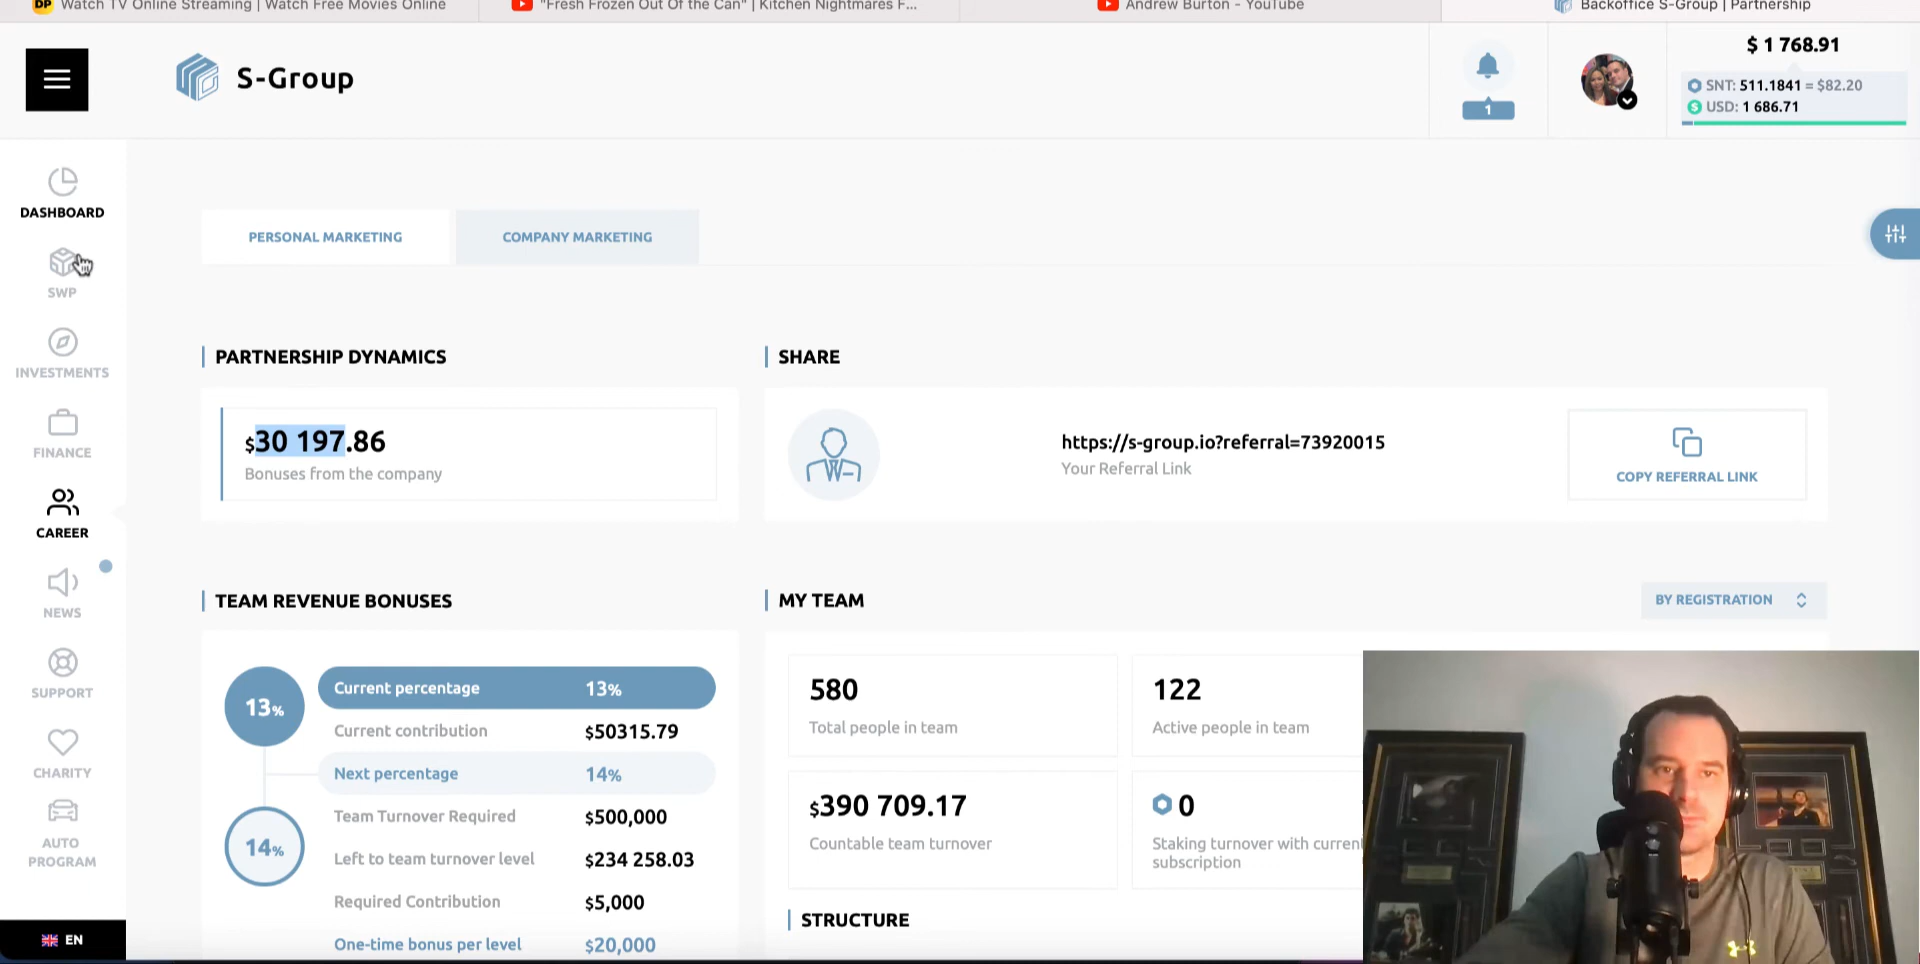 DP Watch TV Online Streaming | Watch Free Movies Online
"Fresh Frozen Out Of the Can" | Kitchen Nightmares F...
Andrew Burton - YouTube
Backoffice S-Group | Partnership
S-Group
1
$ 1 768.91
SNT: 511.1841 = $82.20
$ USD: 1 686.71
DASHBOARD
SWP
INVESTMENTS
FINANCE
CAREER
NEWS
SUPPORT
CHARITY
AUTO
PROGRAM
EN
PERSONAL MARKETING
COMPANY MARKETING
PARTNERSHIP DYNAMICS
$30 197.86
Bonuses from the company
SHARE
https://s-group.io?referral=73920015
Your Referral Link
COPY REFERRAL LINK
TEAM REVENUE BONUSES
13%
Current percentage 13%
Current contribution $50315.79
Next percentage 14%
Team Turnover Required $500,000
14%
Left to team turnover level $234 258.03
Required Contribution $5,000
One-time bonus per level $20,000
MY TEAM
BY REGISTRATION
580
Total people in team
122
Active people in team
$390 709.17
Countable team turnover
0
Staking turnover with current
subscription
STRUCTURE